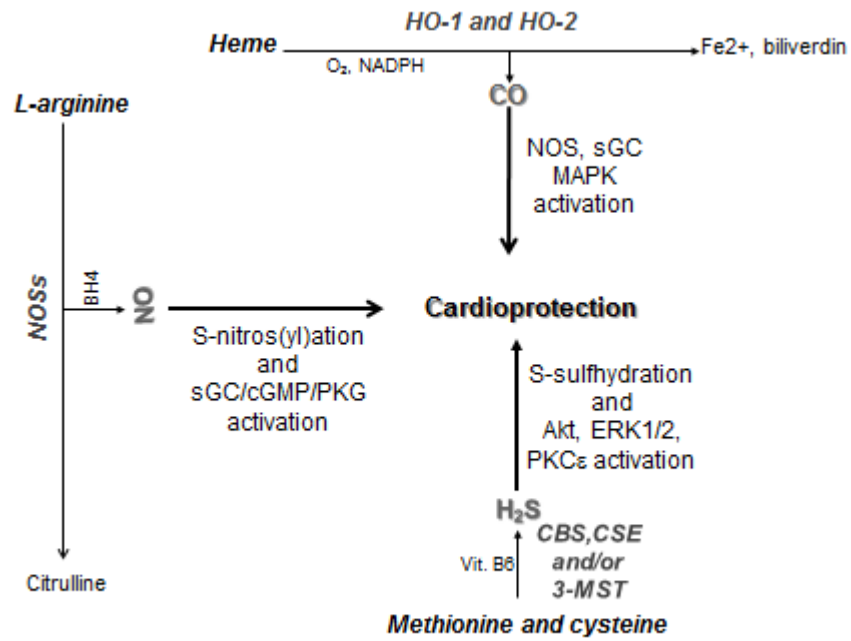 HO-1 and HO-2
Heme
O₂, NADPH
Fe2+, biliverdin
CO
L-arginine
NOS, sGC
MAPK
activation
NOSs
BH4
NO
Cardioprotection
S-nitros(yl)ation
and
sGC/cGMP/PKG
activation
S-sulfhydration
and
Akt, ERK1/2,
PKCε activation
H₂S
CBS,CSE
and/or
3-MST
Vit. B6
Citrulline
Methionine and cysteine